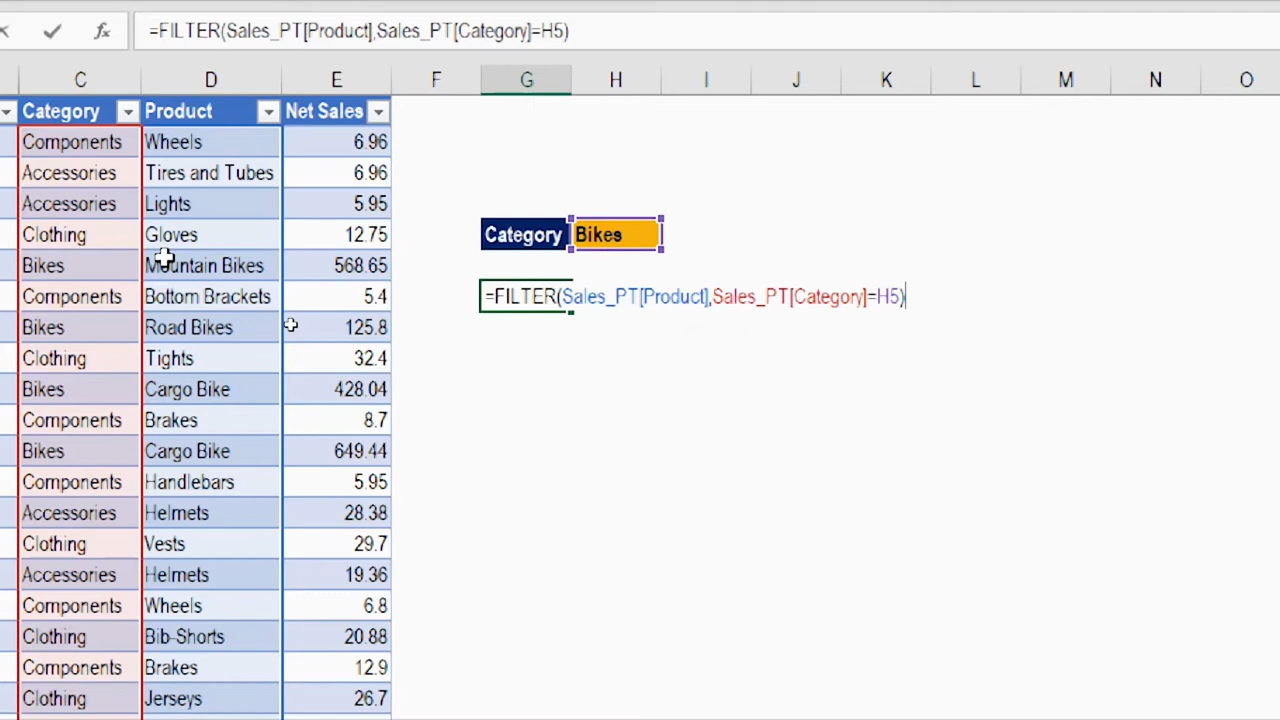 =FILTER(Sales_PT[Product],Sales_PT[Category]=H5)
C D E F G H I J K L M N O
Category Product Net Sales
Components Wheels 6.96
Accessories Tires and Tubes 6.96
Accessories Lights 5.95
Clothing Gloves 12.75
Category Bikes
Bikes Mountain Bikes 568.65
Components Bottom Brackets 5.4
=FILTER(Sales_PT[Product],Sales_PT[Category]=H5)
Bikes Road Bikes 125.8
Clothing Tights 32.4
Bikes Cargo Bike 428.04
Components Brakes 8.7
Bikes Cargo Bike 649.44
Components Handlebars 5.95
Accessories Helmets 28.38
Clothing Vests 29.7
Accessories Helmets 19.36
Components Wheels 6.8
Clothing Bib-Shorts 20.88
Components Brakes 12.9
Clothing Jerseys 26.7